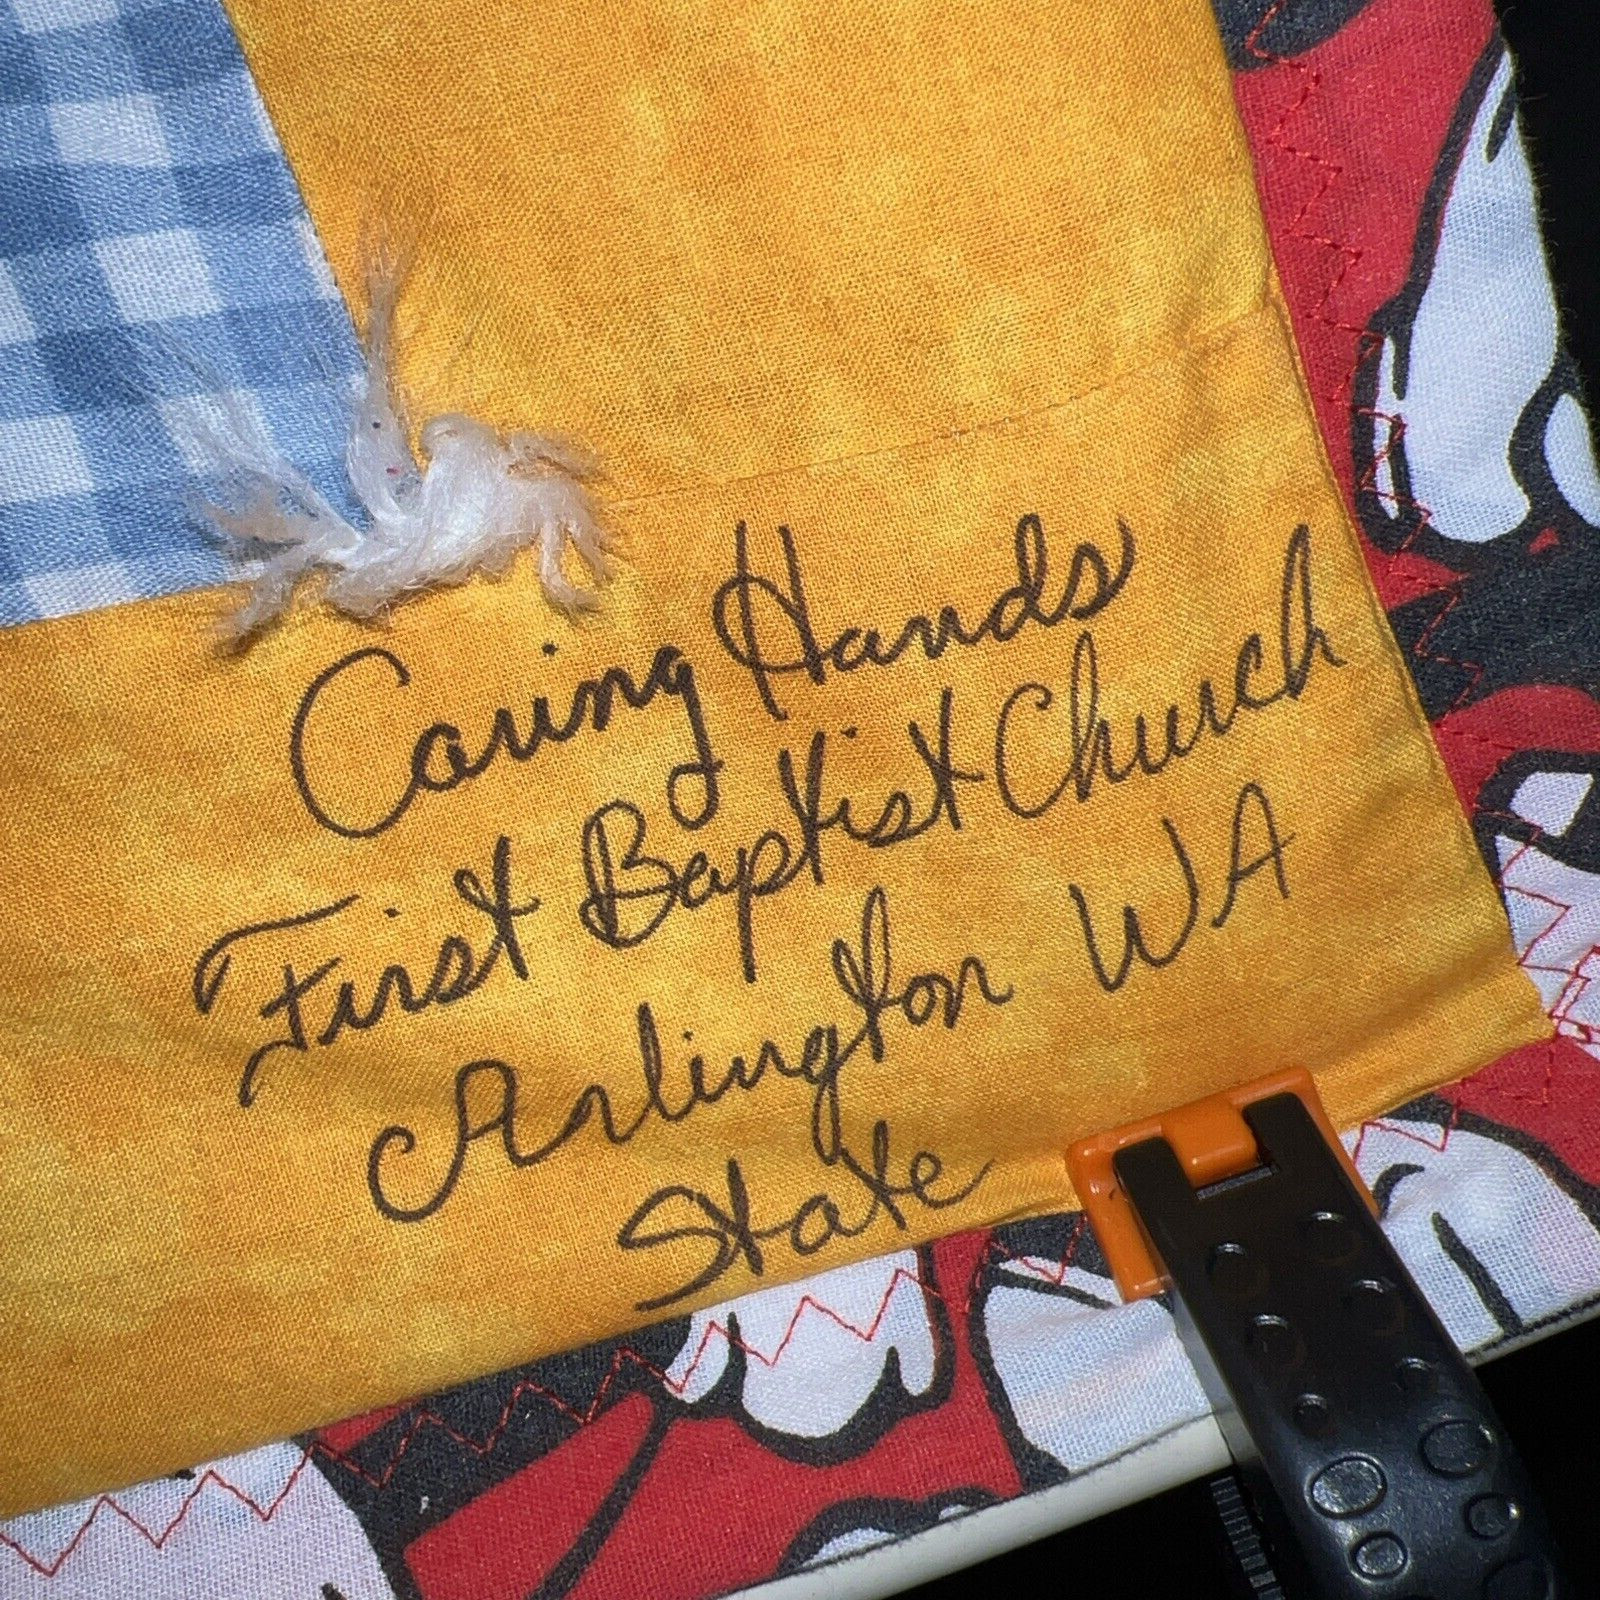 Caring Hands
First Baptist Church
Arlington WA
State